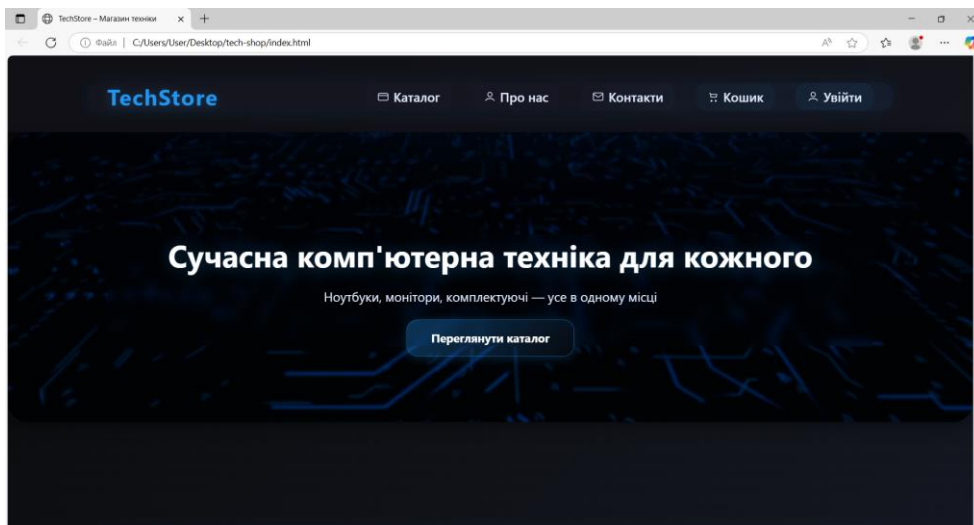 TechStore – Магазин техніки
Файл | C:/Users/User/Desktop/tech-shop/index.html
TechStore
Каталог
Про нас
Контакти
Кошик
Увійти
Сучасна комп'ютерна техніка для кожного
Ноутбуки, монітори, комплектуючі — усе в одному місці
Переглянути каталог